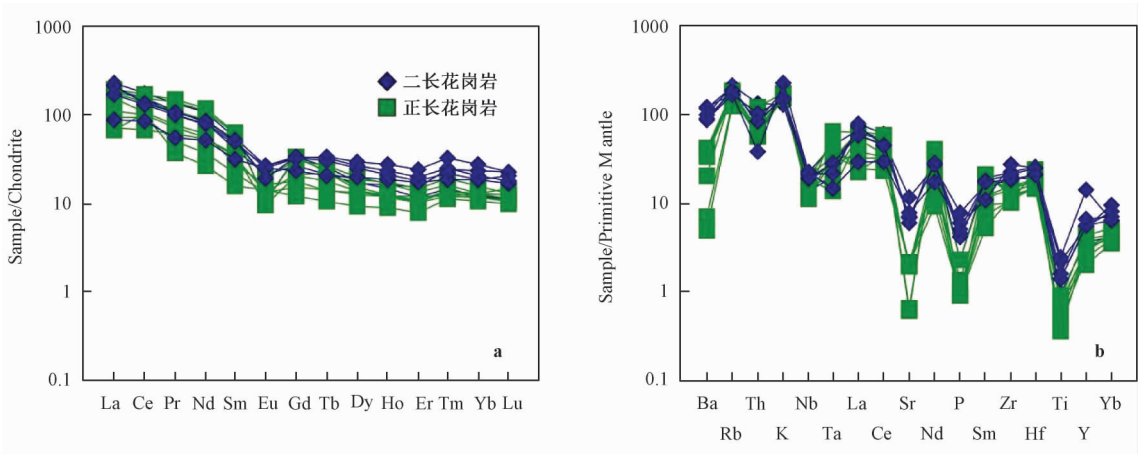 1000
100
10
1
0.1
Sample/Chondrite
二长花岗岩
正长花岗岩
a
La Ce Pr Nd Sm Eu Gd Tb Dy Ho Er Tm Yb Lu
1000
100
10
1
0.1
Sample/Primitive M antle
b
Ba Th Nb La Sr P Zr Ti Yb
Rb K Ta Ce Nd Sm Hf Y